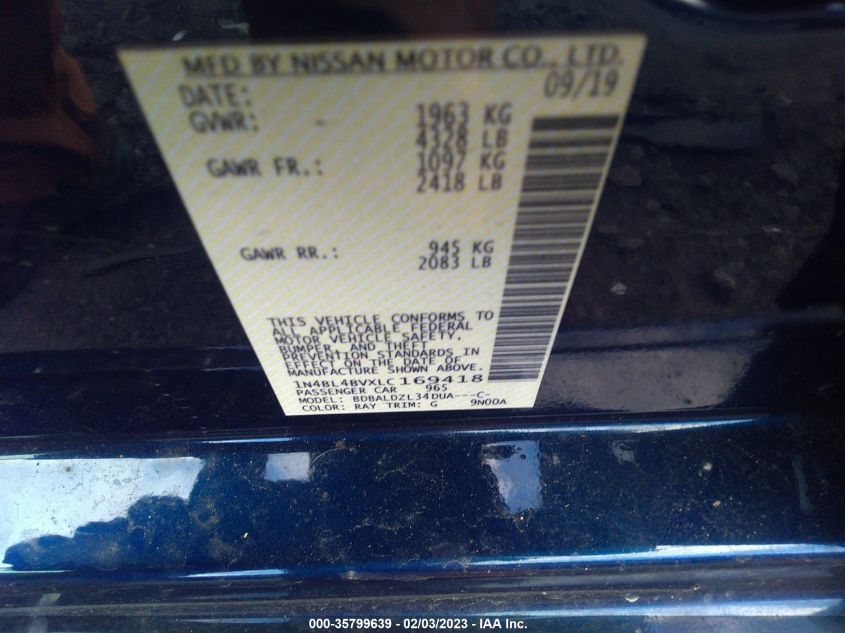 MFD BY NISSAN MOTOR CO., LTD.
DATE: 09/19
GVWR: 1963 KG
4328 LB
GAWR FR.: 1097 KG
2418 LB
GAWR RR.: 945 KG
2083 LB
THIS VEHICLE CONFORMS TO
ALL APPLICABLE FEDERAL
MOTOR VEHICLE SAFETY,
BUMPER, AND THEFT
PREVENTION STANDARDS IN
EFFECT ON THE DATE OF
MANUFACTURE SHOWN ABOVE.
1N4BL4BVXLC169418
PASSENGER CAR 965
MODEL: BDBALDZL34DUA---C-
COLOR: RAY TRIM: G 9N00A
000-35799639 - 02/03/2023 - IAA Inc.